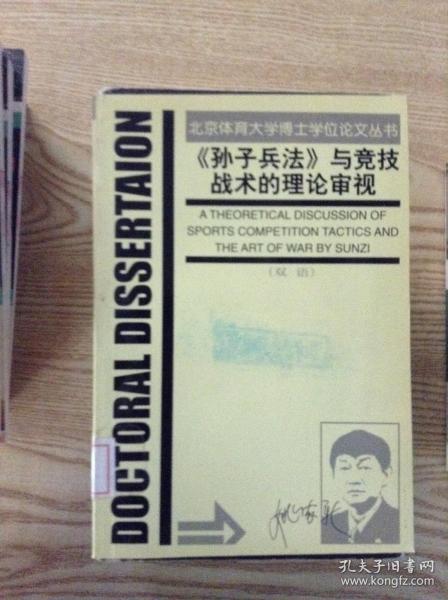 北京体育大学博士学位论文丛书
《孙子兵法》与竞技
战术的理论审视
A THEORETICAL DISCUSSION OF
SPORTS COMPETITION TACTICS AND
THE ART OF WAR BY SUNZI
(双 语)
DOCTORAL DISSERTAION
孔夫子旧书网
www.kongfz.com